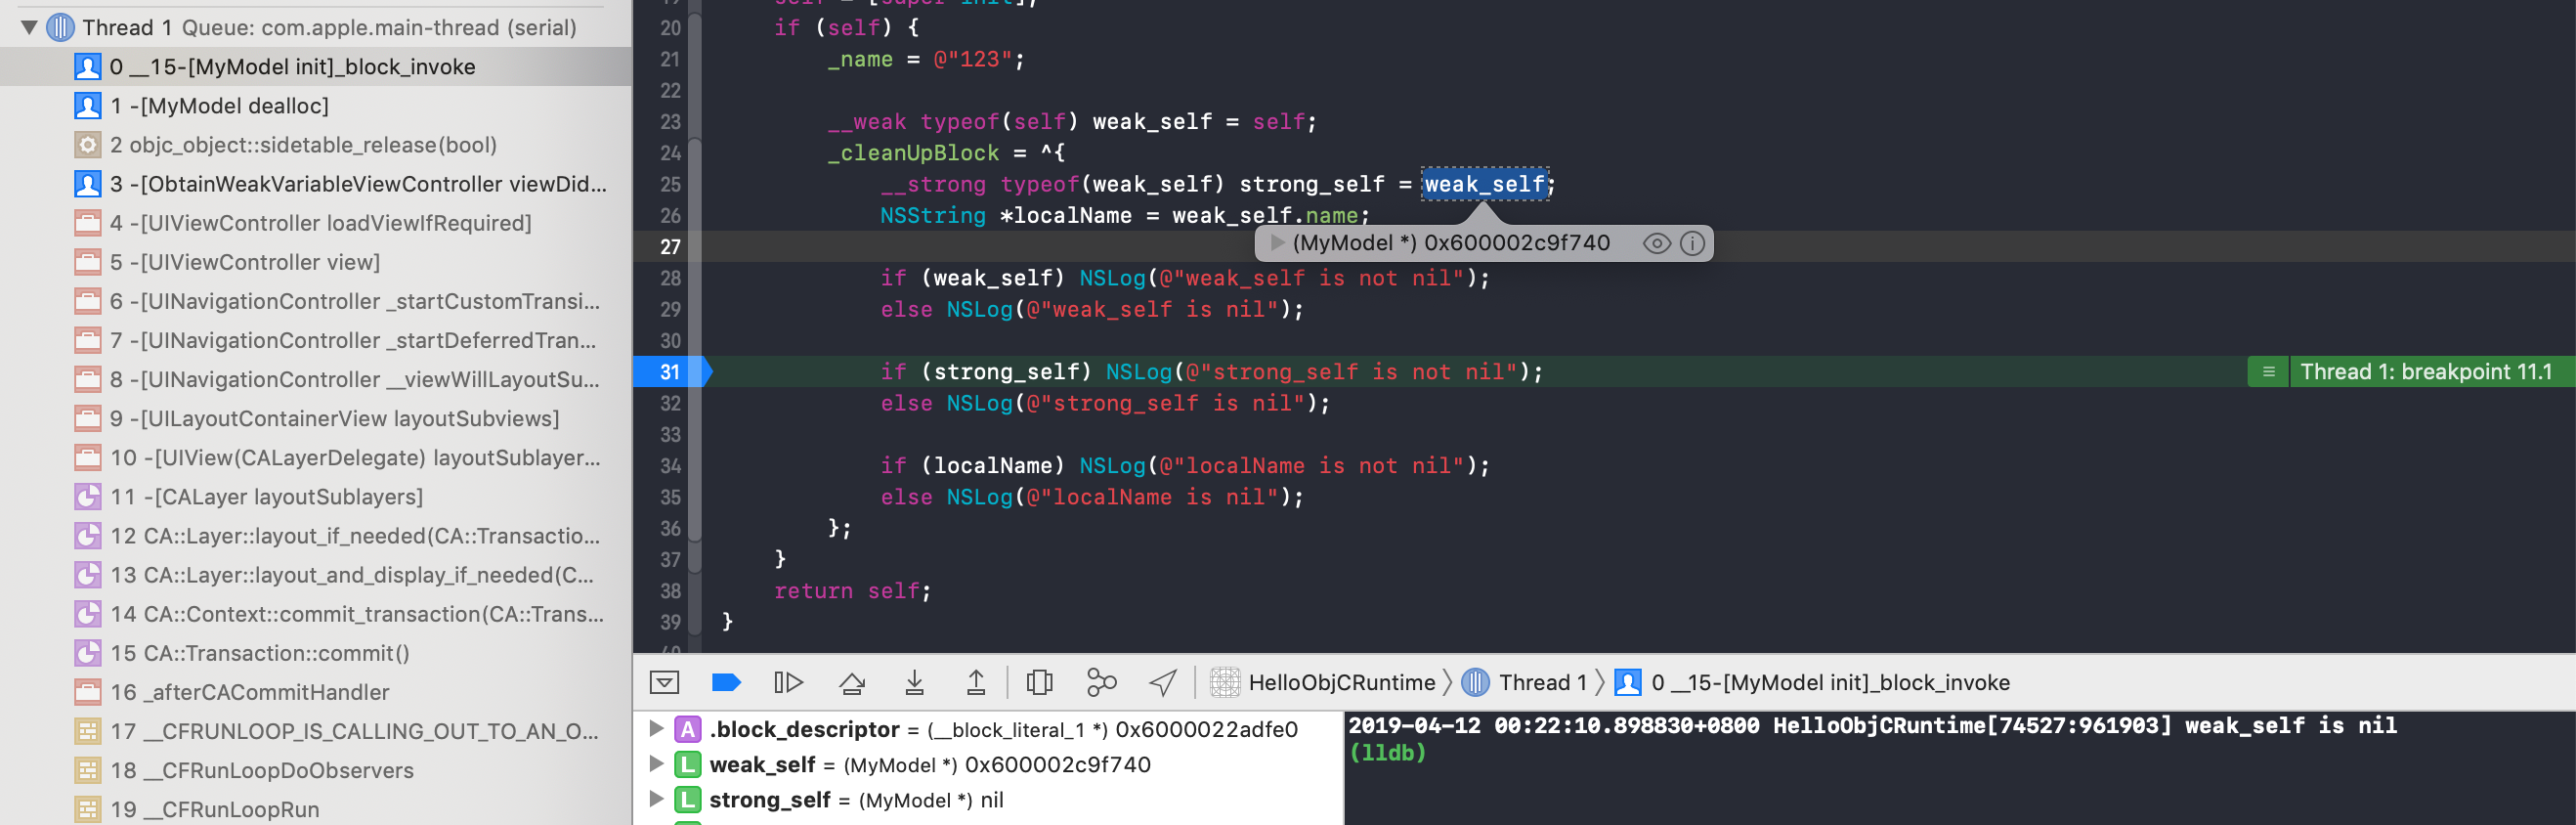 Thread 1 Queue: com.apple.main-thread (serial)
0 __15-[MyModel init]_block_invoke
1 -[MyModel dealloc]
2 objc_object::sidetable_release(bool)
3 -[ObtainWeakVariableViewController viewDid...
4 -[UIViewController loadViewIfRequired]
5 -[UIViewController view]
6 -[UINavigationController _startCustomTransi...
7 -[UINavigationController _startDeferredTran...
8 -[UINavigationController __viewWillLayoutSu...
9 -[UILayoutContainerView layoutSubviews]
10 -[UIView(CALayerDelegate) layoutSublayer...
11 -[CALayer layoutSublayers]
12 CA::Layer::layout_if_needed(CA::Transactio...
13 CA::Layer::layout_and_display_if_needed(C...
14 CA::Context::commit_transaction(CA::Trans...
15 CA::Transaction::commit()
16 _afterCACommitHandler
17 __CFRUNLOOP_IS_CALLING_OUT_TO_AN_O...
18 __CFRunLoopDoObservers
19 __CFRunLoopRun
19 self = [super init];
20 if (self) {
21 _name = @"123";
22
23 __weak typeof(self) weak_self = self;
24 _cleanUpBlock = ^{
25 __strong typeof(weak_self) strong_self = weak_self;
26 NSString *localName = weak_self.name;
(MyModel *) 0x600002c9f740
27
28 if (weak_self) NSLog(@"weak_self is not nil");
29 else NSLog(@"weak_self is nil");
30
31 if (strong_self) NSLog(@"strong_self is not nil");
Thread 1: breakpoint 11.1
32 else NSLog(@"strong_self is nil");
33
34 if (localName) NSLog(@"localName is not nil");
35 else NSLog(@"localName is nil");
36 };
37 }
38 return self;
39 }
40
HelloObjCRuntime Thread 1 0 __15-[MyModel init]_block_invoke
A .block_descriptor = (__block_literal_1 *) 0x6000022adfe0
L weak_self = (MyModel *) 0x600002c9f740
L strong_self = (MyModel *) nil
2019-04-12 00:22:10.898830+0800 HelloObjCRuntime[74527:961903] weak_self is nil
(lldb)